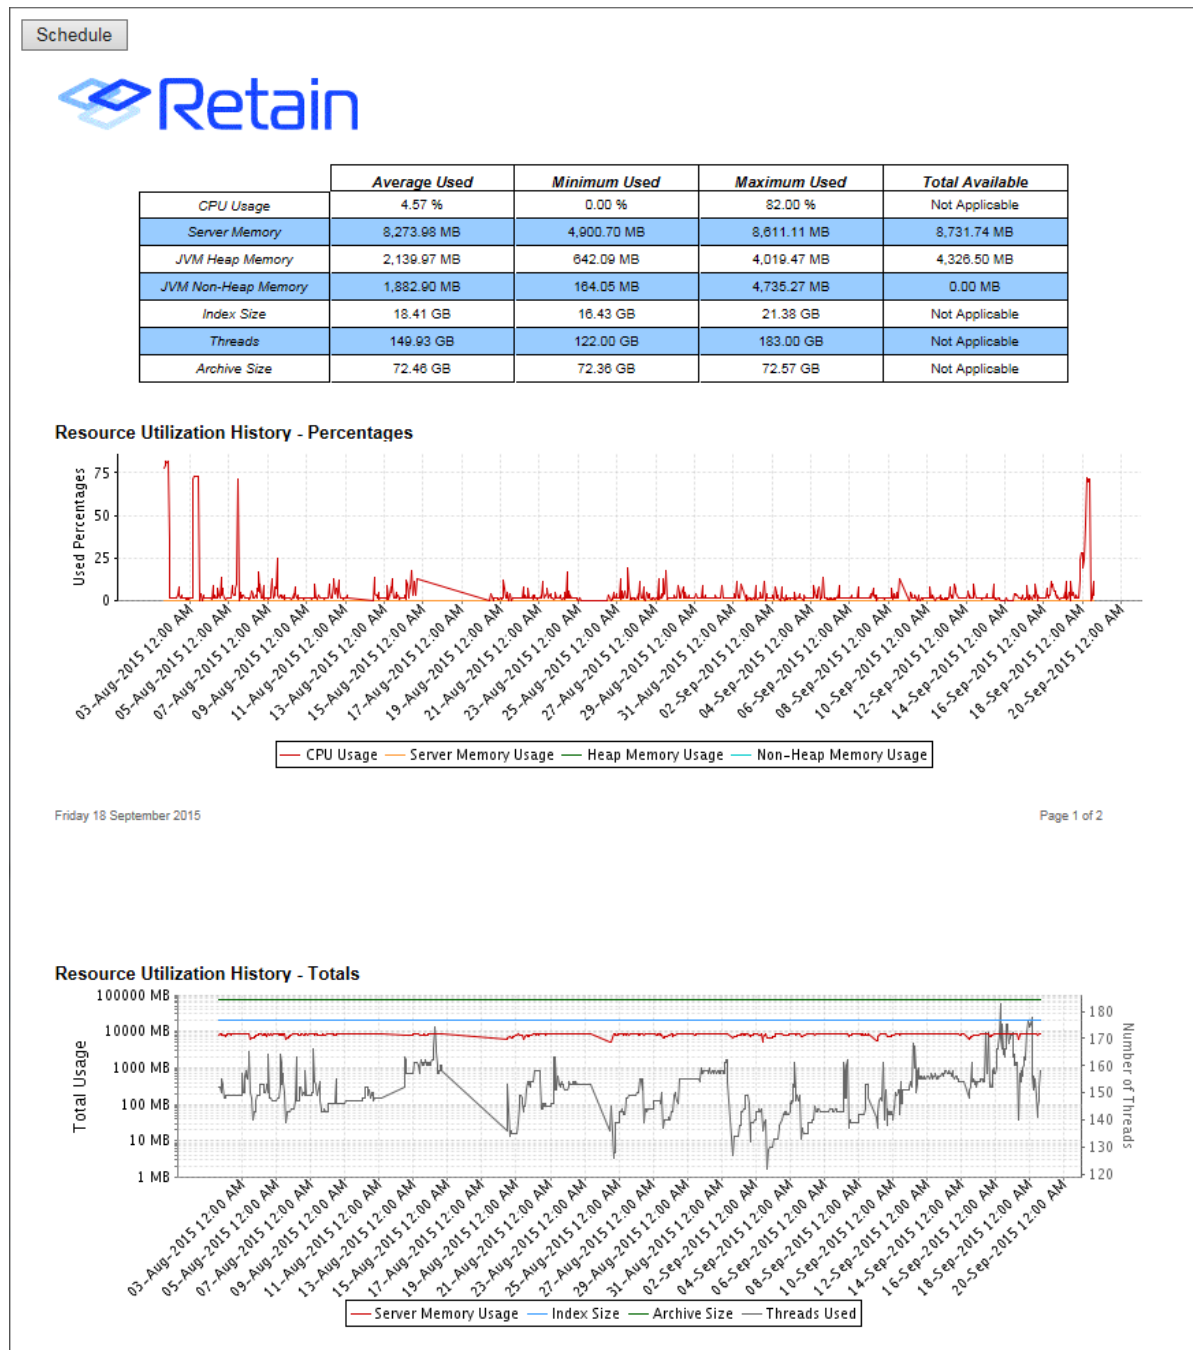 Schedule
Retain
Average Used Minimum Used Maximum Used Total Available
CPU Usage 4.57 % 0.00 % 82.00 % Not Applicable
Server Memory 8,273.98 MB 4,900.70 MB 8,611.11 MB 8,731.74 MB
JVM Heap Memory 2,139.97 MB 642.09 MB 4,019.47 MB 4,326.50 MB
JVM Non-Heap Memory 1,882.90 MB 164.05 MB 4,735.27 MB 0.00 MB
Index Size 18.41 GB 16.43 GB 21.38 GB Not Applicable
Threads 149.93 GB 122.00 GB 183.00 GB Not Applicable
Archive Size 72.46 GB 72.36 GB 72.57 GB Not Applicable
Resource Utilization History - Percentages
Used Percentages
75
50
25
0
03-Aug-2015 12:00 AM
05-Aug-2015 12:00 AM
07-Aug-2015 12:00 AM
09-Aug-2015 12:00 AM
11-Aug-2015 12:00 AM
13-Aug-2015 12:00 AM
15-Aug-2015 12:00 AM
17-Aug-2015 12:00 AM
19-Aug-2015 12:00 AM
21-Aug-2015 12:00 AM
23-Aug-2015 12:00 AM
25-Aug-2015 12:00 AM
27-Aug-2015 12:00 AM
29-Aug-2015 12:00 AM
31-Aug-2015 12:00 AM
02-Sep-2015 12:00 AM
04-Sep-2015 12:00 AM
06-Sep-2015 12:00 AM
08-Sep-2015 12:00 AM
10-Sep-2015 12:00 AM
12-Sep-2015 12:00 AM
14-Sep-2015 12:00 AM
16-Sep-2015 12:00 AM
18-Sep-2015 12:00 AM
20-Sep-2015 12:00 AM
CPU Usage Server Memory Usage Heap Memory Usage Non-Heap Memory Usage
Friday 18 September 2015 Page 1 of 2
Resource Utilization History - Totals
Total Usage
100000 MB
10000 MB
1000 MB
100 MB
10 MB
1 MB
180
170
160
150
140
130
120
Number of Threads
03-Aug-2015 12:00 AM
05-Aug-2015 12:00 AM
07-Aug-2015 12:00 AM
09-Aug-2015 12:00 AM
11-Aug-2015 12:00 AM
13-Aug-2015 12:00 AM
15-Aug-2015 12:00 AM
17-Aug-2015 12:00 AM
19-Aug-2015 12:00 AM
21-Aug-2015 12:00 AM
23-Aug-2015 12:00 AM
25-Aug-2015 12:00 AM
27-Aug-2015 12:00 AM
29-Aug-2015 12:00 AM
31-Aug-2015 12:00 AM
02-Sep-2015 12:00 AM
04-Sep-2015 12:00 AM
06-Sep-2015 12:00 AM
08-Sep-2015 12:00 AM
10-Sep-2015 12:00 AM
12-Sep-2015 12:00 AM
14-Sep-2015 12:00 AM
16-Sep-2015 12:00 AM
18-Sep-2015 12:00 AM
20-Sep-2015 12:00 AM
Server Memory Usage Index Size Archive Size Threads Used